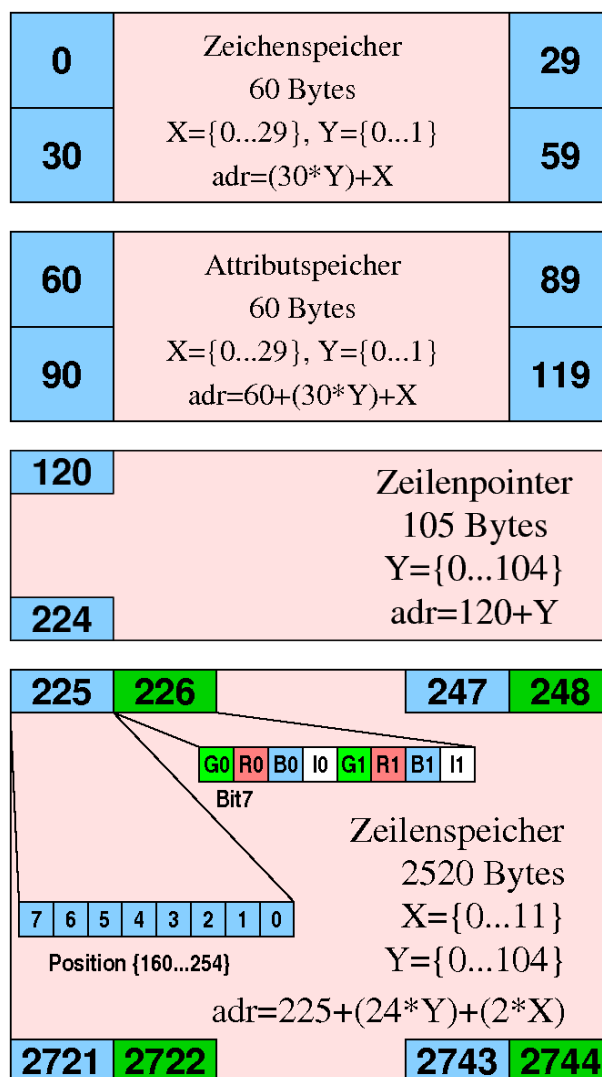 0 Zeichenspeicher 29
60 Bytes
X={0...29}, Y={0...1}
30 adr=(30*Y)+X 59
60 Attributspeicher 89
60 Bytes
X={0...29}, Y={0...1}
90 adr=60+(30*Y)+X 119
120 Zeilenpointer
105 Bytes
Y={0...104}
224 adr=120+Y
225 226 247 248
G0 R0 B0 I0 G1 R1 B1 I1
Bit7
Zeilenspeicher
2520 Bytes
7 6 5 4 3 2 1 0 X={0...11}
Position {160...254} Y={0...104}
adr=225+(24*Y)+(2*X)
2721 2722 2743 2744